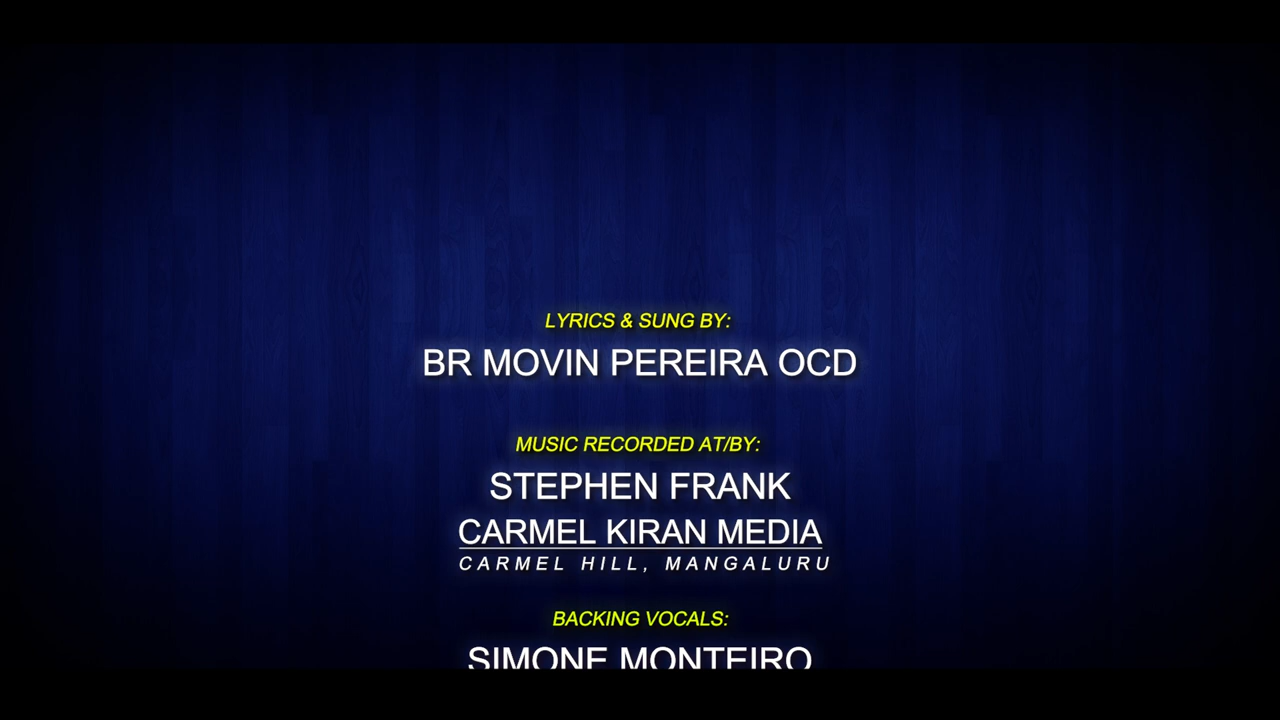 LYRICS & SUNG BY:
BR MOVIN PEREIRA OCD
MUSIC RECORDED AT/BY:
STEPHEN FRANK
CARMEL KIRAN MEDIA
CARMEL HILL, MANGALURU
BACKING VOCALS:
SIMONE MONTEIRO